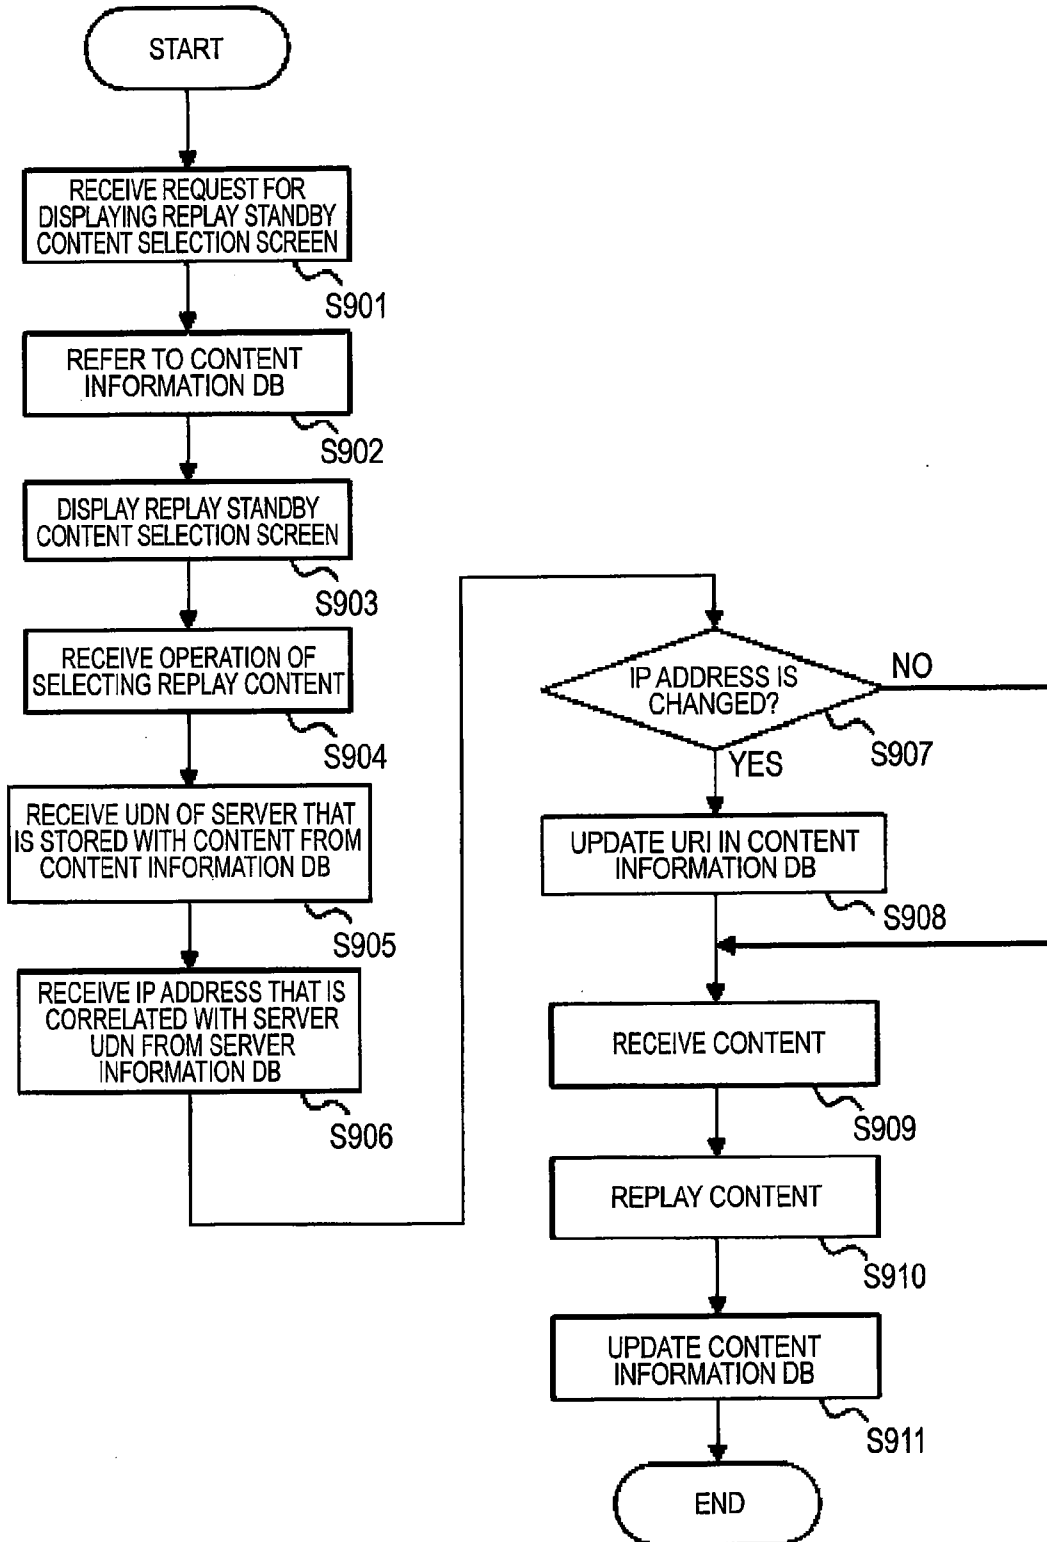 START
RECEIVE REQUEST FOR
DISPLAYING REPLAY STANDBY
CONTENT SELECTION SCREEN
S901
REFER TO CONTENT
INFORMATION DB
S902
DISPLAY REPLAY STANDBY
CONTENT SELECTION SCREEN
S903
RECEIVE OPERATION OF
SELECTING REPLAY CONTENT
S904
RECEIVE UDN OF SERVER THAT
IS STORED WITH CONTENT FROM
CONTENT INFORMATION DB
S905
RECEIVE IP ADDRESS THAT IS
CORRELATED WITH SERVER
UDN FROM SERVER
INFORMATION DB
S906
IP ADDRESS IS
CHANGED?
NO
S907
YES
UPDATE URI IN CONTENT
INFORMATION DB
S908
RECEIVE CONTENT
S909
REPLAY CONTENT
S910
UPDATE CONTENT
INFORMATION DB
S911
END